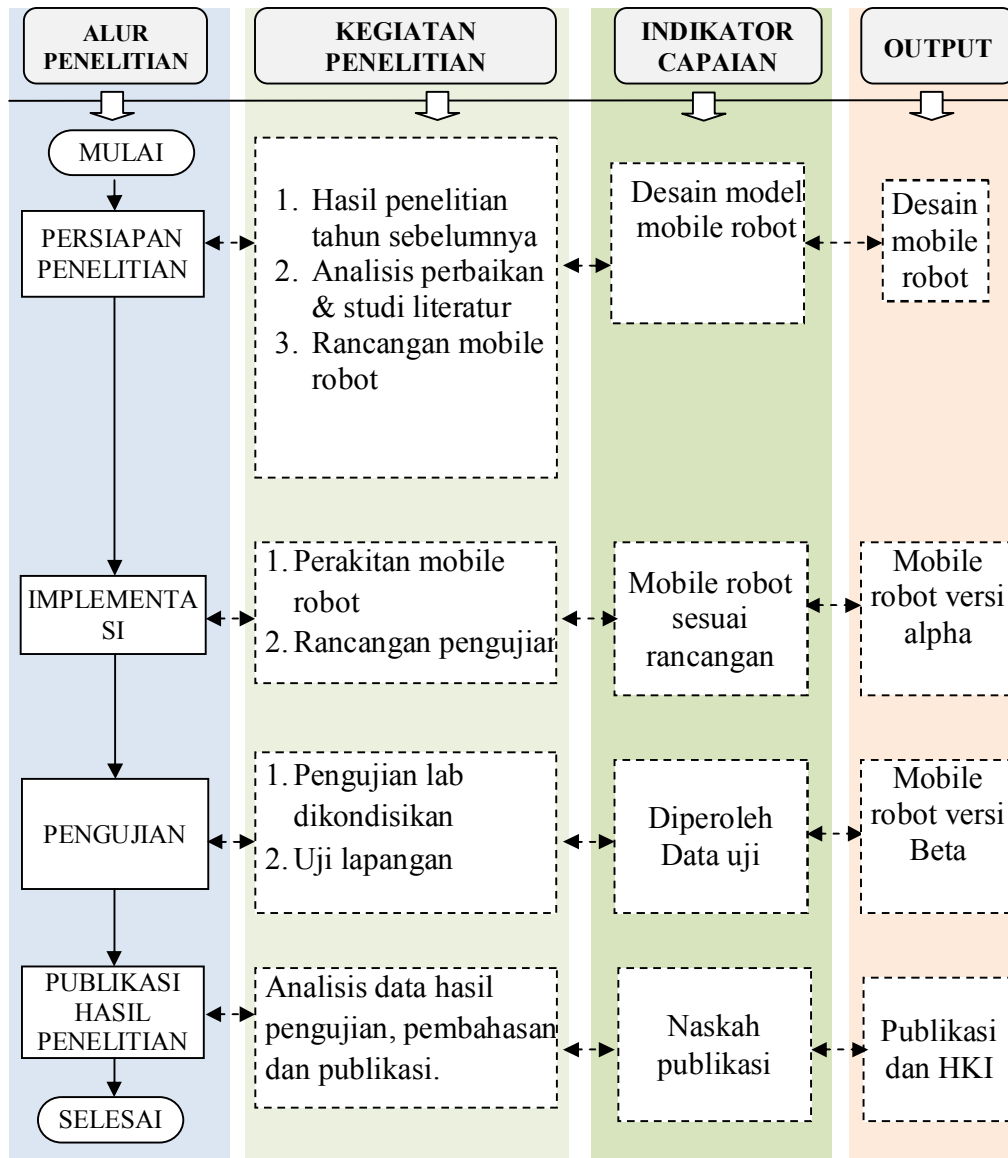 ALUR
PENELITIAN
KEGIATAN
PENELITIAN
INDIKATOR
CAPAIAN
OUTPUT
MULAI
PERSIAPAN
PENELITIAN
1. Hasil penelitian
tahun sebelumnya
2. Analisis perbaikan
& studi literatur
3. Rancangan mobile
robot
Desain model
mobile robot
Desain
mobile
robot
IMPLEMENTA
SI
1. Perakitan mobile
robot
2. Rancangan pengujian
Mobile robot
sesuai
rancangan
Mobile
robot versi
alpha
PENGUJIAN
1. Pengujian lab
dikondisikan
2. Uji lapangan
Diperoleh
Data uji
Mobile
robot versi
Beta
PUBLIKASI
HASIL
PENELITIAN
Analisis data hasil
pengujian, pembahasan
dan publikasi.
Naskah
publikasi
Publikasi
dan HKI
SELESAI